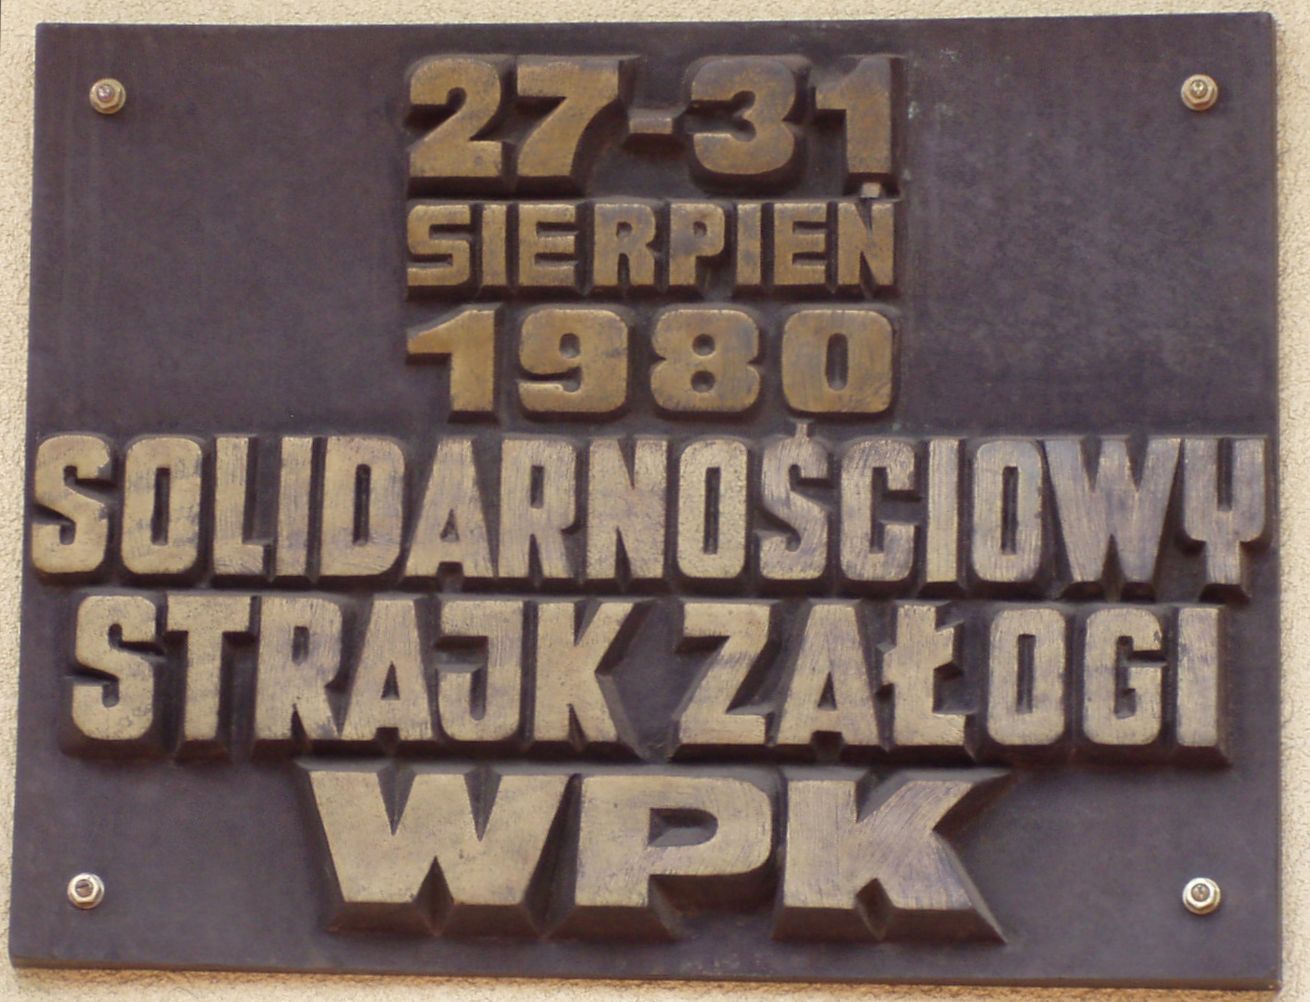 27-31
SIERPIEŃ
1980
SOLIDARNOŚCIOWY
STRAJK ZAŁOGI
WPK